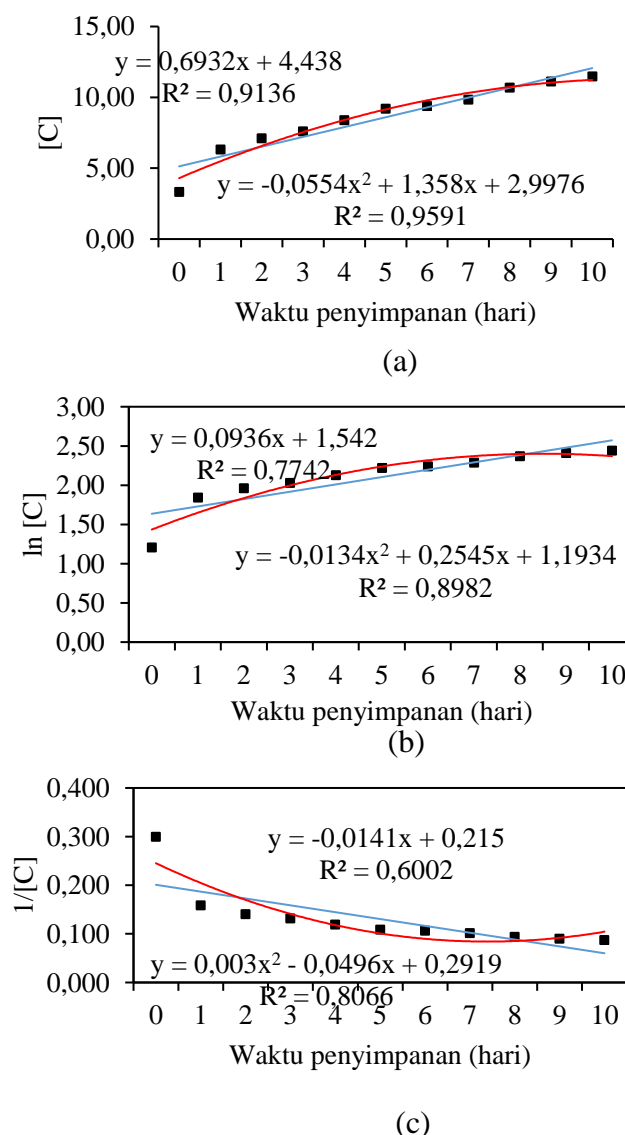 y = 0,6932x + 4,438
R² = 0,9136
y = -0,0554x² + 1,358x + 2,9976
R² = 0,9591
[C]
15,00
10,00
5,00
0,00
0 1 2 3 4 5 6 7 8 9 10
Waktu penyimpanan (hari)
(a)
y = 0,0936x + 1,542
R² = 0,7742
y = -0,0134x² + 0,2545x + 1,1934
R² = 0,8982
ln [C]
3,00
2,50
2,00
1,50
1,00
0,50
0,00
0 1 2 3 4 5 6 7 8 9 10
Waktu penyimpanan (hari)
(b)
y = -0,0141x + 0,215
R² = 0,6002
y = 0,003x² - 0,0496x + 0,2919
R² = 0,8066
1/[C]
0,400
0,300
0,200
0,100
0,000
0 1 2 3 4 5 6 7 8 9 10
Waktu penyimpanan (hari)
(c)